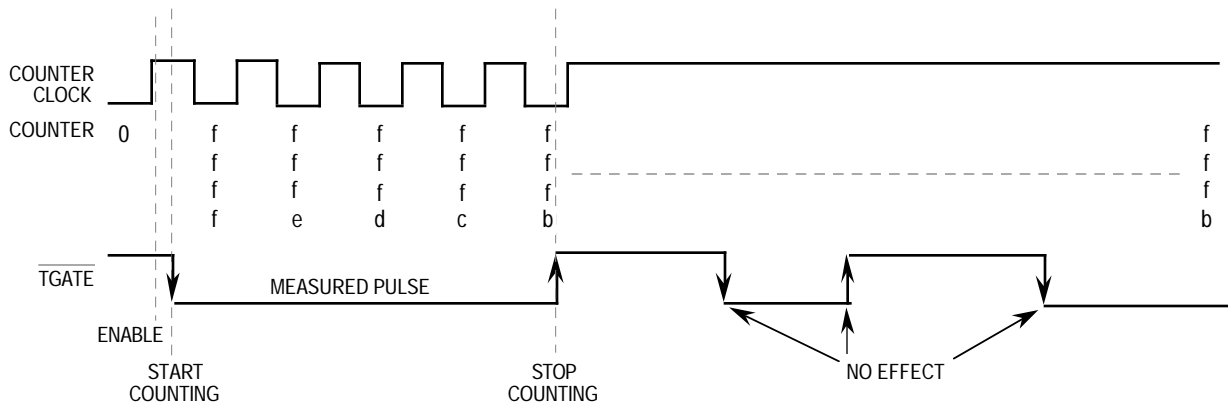 COUNTER
CLOCK
COUNTER 0 f f f f f f
f f f f f f
f f f f f f
f e d c b b
TGATE
MEASURED PULSE
ENABLE
START
COUNTING
STOP
COUNTING
NO EFFECT